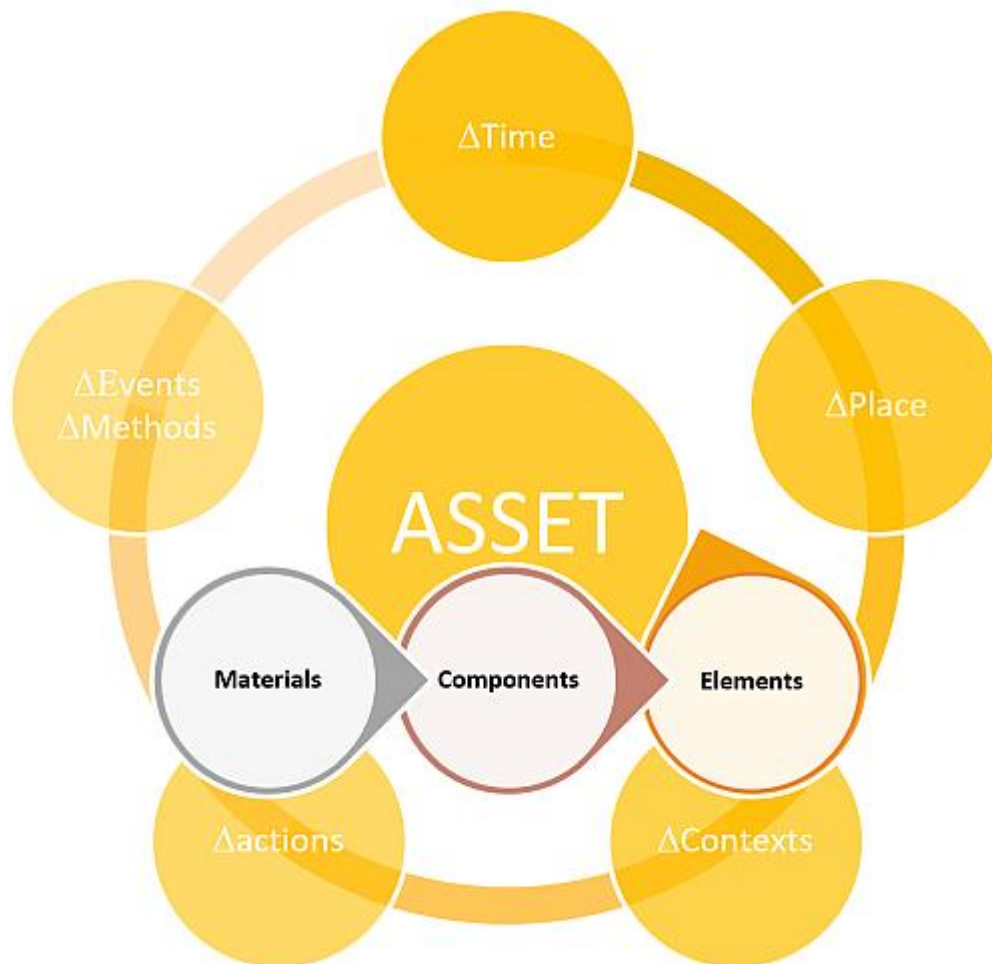 ΔTime
ΔEvents
ΔMethods
ΔPlace
ASSET
Materials
Components
Elements
Δactions
ΔContexts